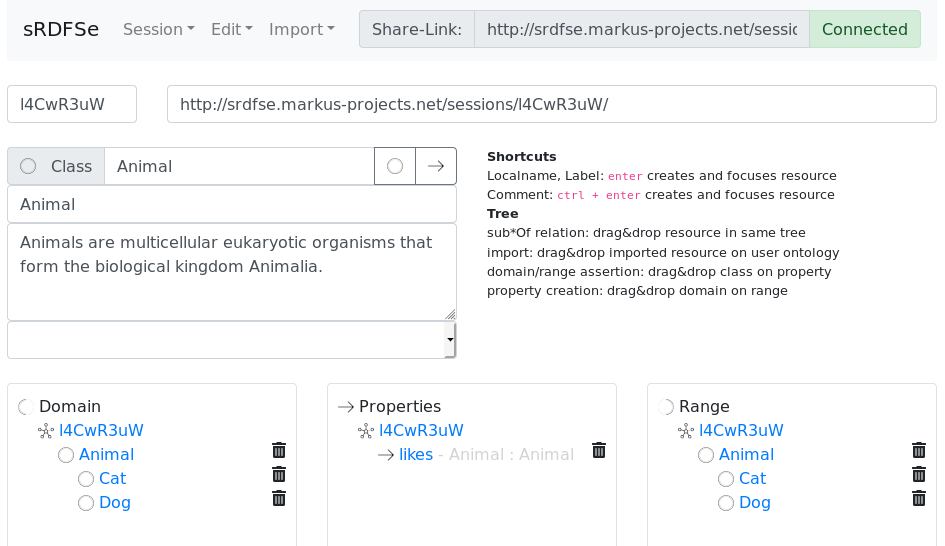 sRDFSe Session Edit Import Share-Link: http://srdfse.markus-projects.net/sessic Connected
l4CwR3uW http://srdfse.markus-projects.net/sessions/l4CwR3uW/
Class Animal →
Animal
Animals are multicellular eukaryotic organisms that
form the biological kingdom Animalia.
Shortcuts
Localname, Label: enter creates and focuses resource
Comment: ctrl + enter creates and focuses resource
Tree
sub*Of relation: drag&drop resource in same tree
import: drag&drop imported resource on user ontology
domain/range assertion: drag&drop class on property
property creation: drag&drop domain on range
Domain
l4CwR3uW
Animal
Cat
Dog
→ Properties
l4CwR3uW
→ likes - Animal : Animal
Range
l4CwR3uW
Animal
Cat
Dog